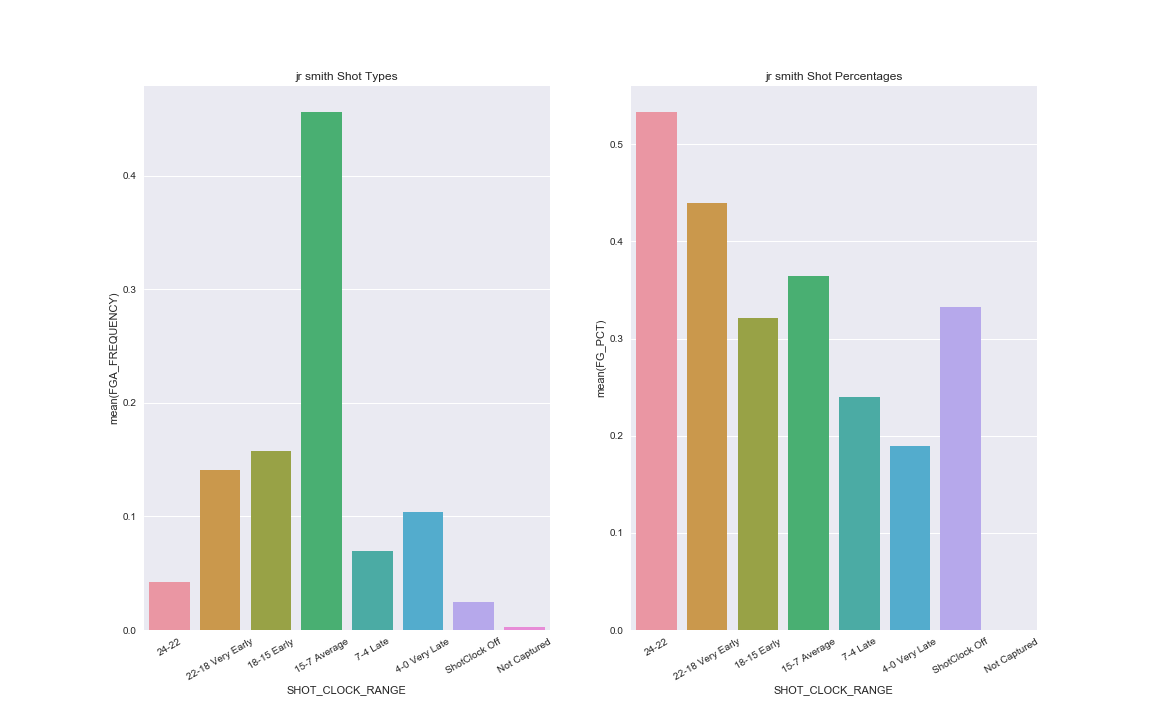 jr smith Shot Types
mean(FGA_FREQUENCY)
0.4
0.3
0.2
0.1
0.0
24-22
22-18 Very Early
18-15 Early
15-7 Average
7-4 Late
4-0 Very Late
ShotClock Off
Not Captured
SHOT_CLOCK_RANGE
jr smith Shot Percentages
mean(FG_PCT)
0.5
0.4
0.3
0.2
0.1
0.0
24-22
22-18 Very Early
18-15 Early
15-7 Average
7-4 Late
4-0 Very Late
ShotClock Off
Not Captured
SHOT_CLOCK_RANGE